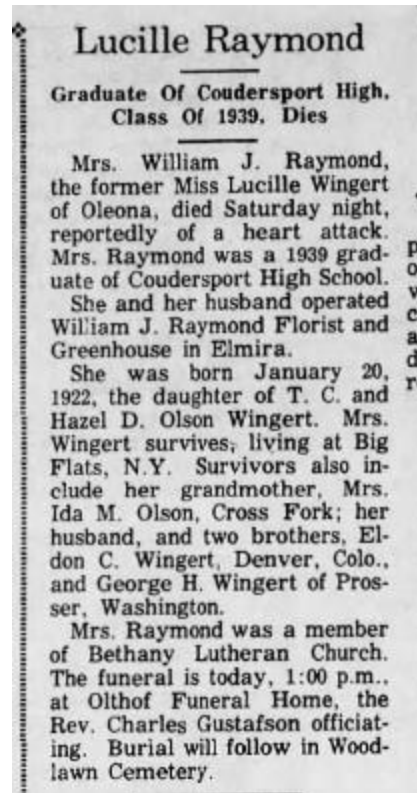 Lucille Raymond
Graduate Of Coudersport High,
Class Of 1939, Dies
Mrs. William J. Raymond,
the former Miss Lucille Wingert
of Oleona, died Saturday night,
reportedly of a heart attack.
Mrs. Raymond was a 1939 grad-
uate of Coudersport High School.
She and her husband operated
William J. Raymond Florist and
Greenhouse in Elmira.
She was born January 20,
1922, the daughter of T. C. and
Hazel D. Olson Wingert. Mrs.
Wingert survives, living at Big
Flats, N.Y. Survivors also in-
clude her grandmother, Mrs.
Ida M. Olson, Cross Fork; her
husband, and two brothers, El-
don C. Wingert, Denver, Colo.,
and George H. Wingert of Pros-
ser, Washington.
Mrs. Raymond was a member
of Bethany Lutheran Church.
The funeral is today, 1:00 p.m.,
at Olthof Funeral Home, the
Rev. Charles Gustafson officiat-
ing. Burial will follow in Wood-
lawn Cemetery.